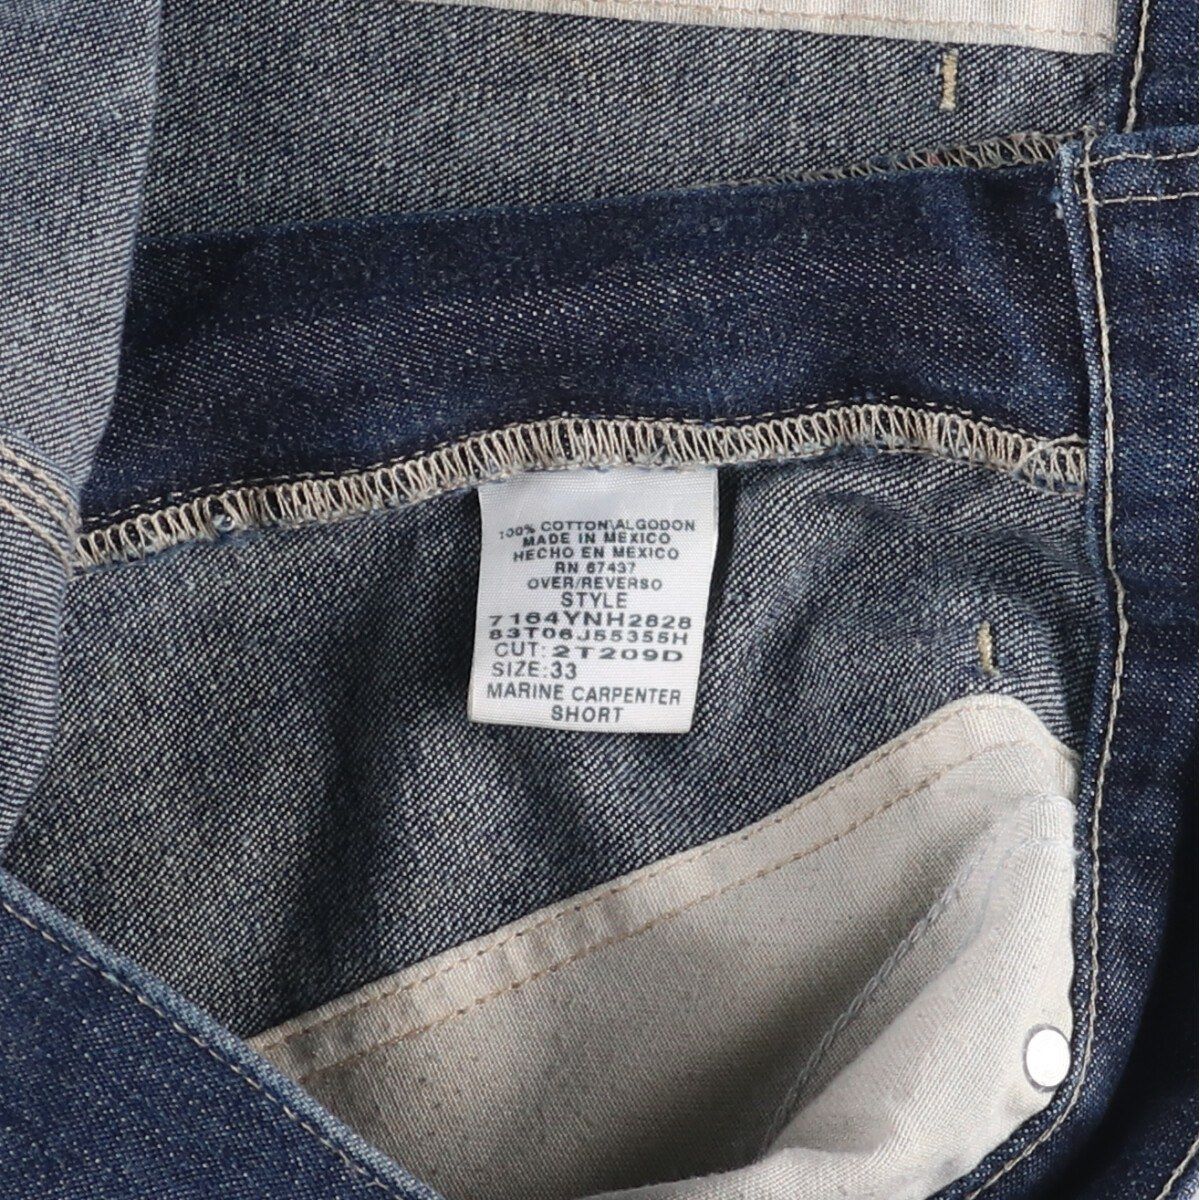 100% COTTON\ALGODON
MADE IN MEXICO
HECHO EN MEXICO
RN 67437
OVER/REVERSO
STYLE
7164YNH2828
83T06J55355H
CUT: 2T209D
SIZE:33
MARINE CARPENTER
SHORT